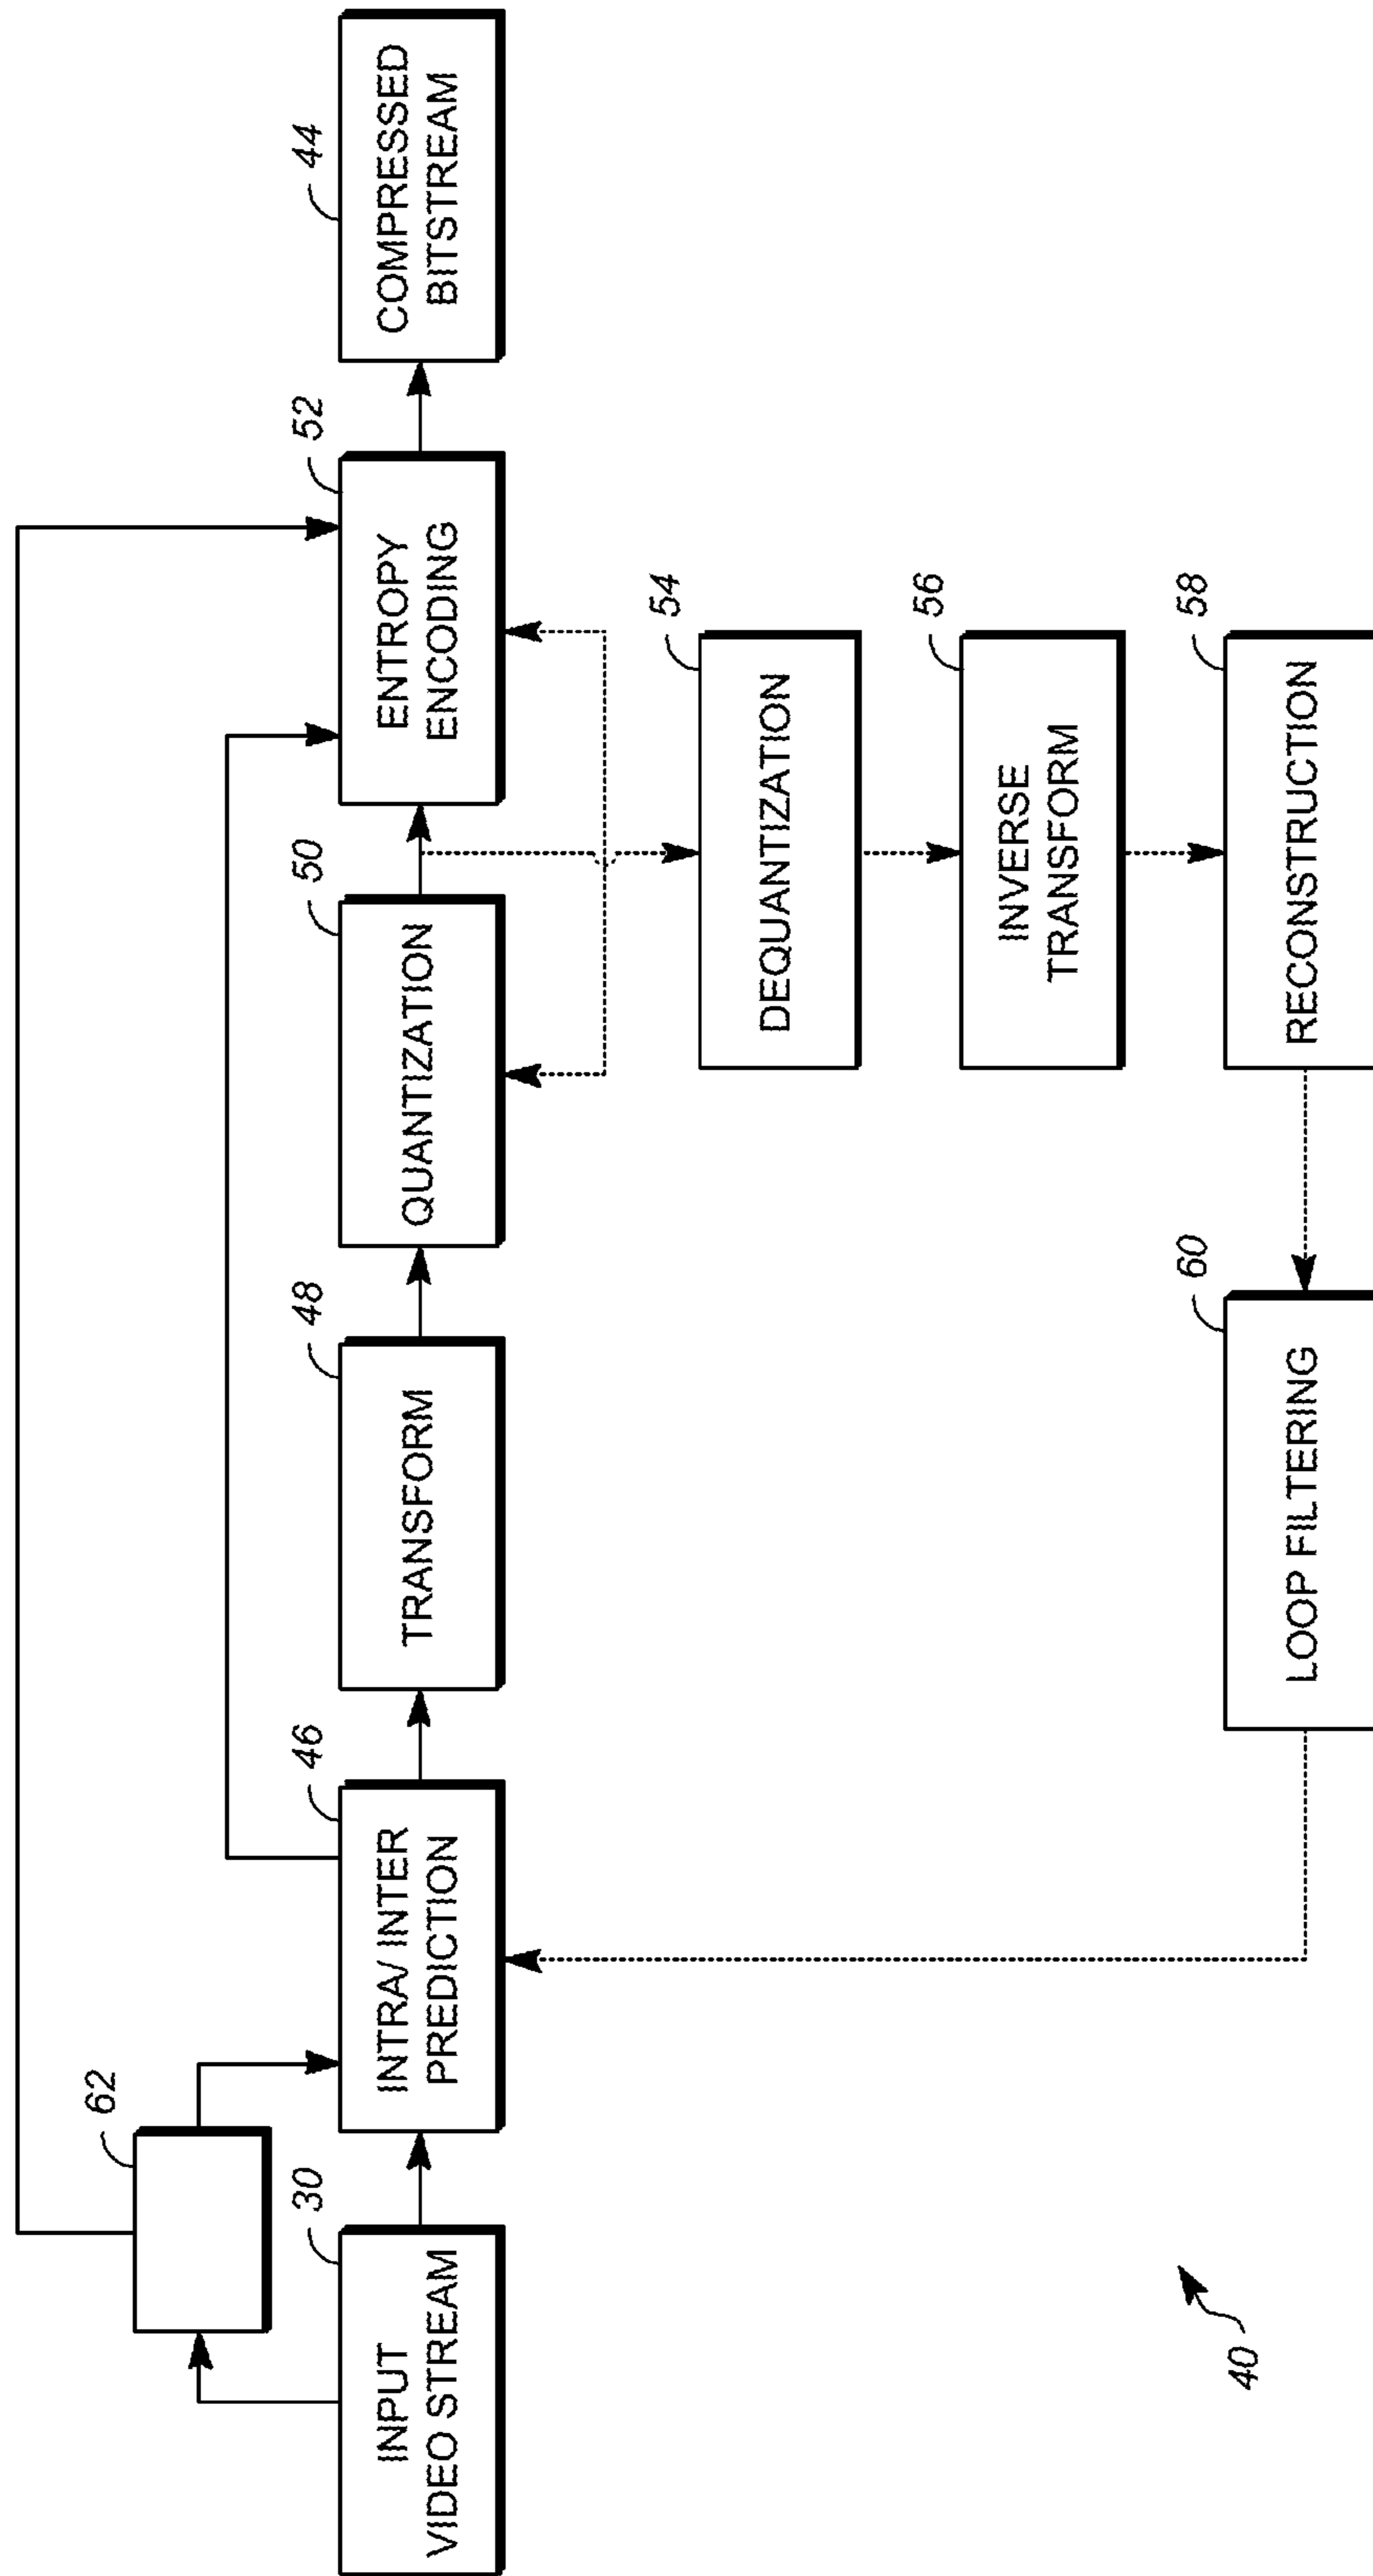 62
30
INPUT
VIDEO STREAM
46
INTRA/ INTER
PREDICTION
48
TRANSFORM
50
QUANTIZATION
52
ENTROPY
ENCODING
44
COMPRESSED
BITSTREAM
54
DEQUANTIZATION
56
INVERSE
TRANSFORM
60
LOOP FILTERING
58
RECONSTRUCTION
40